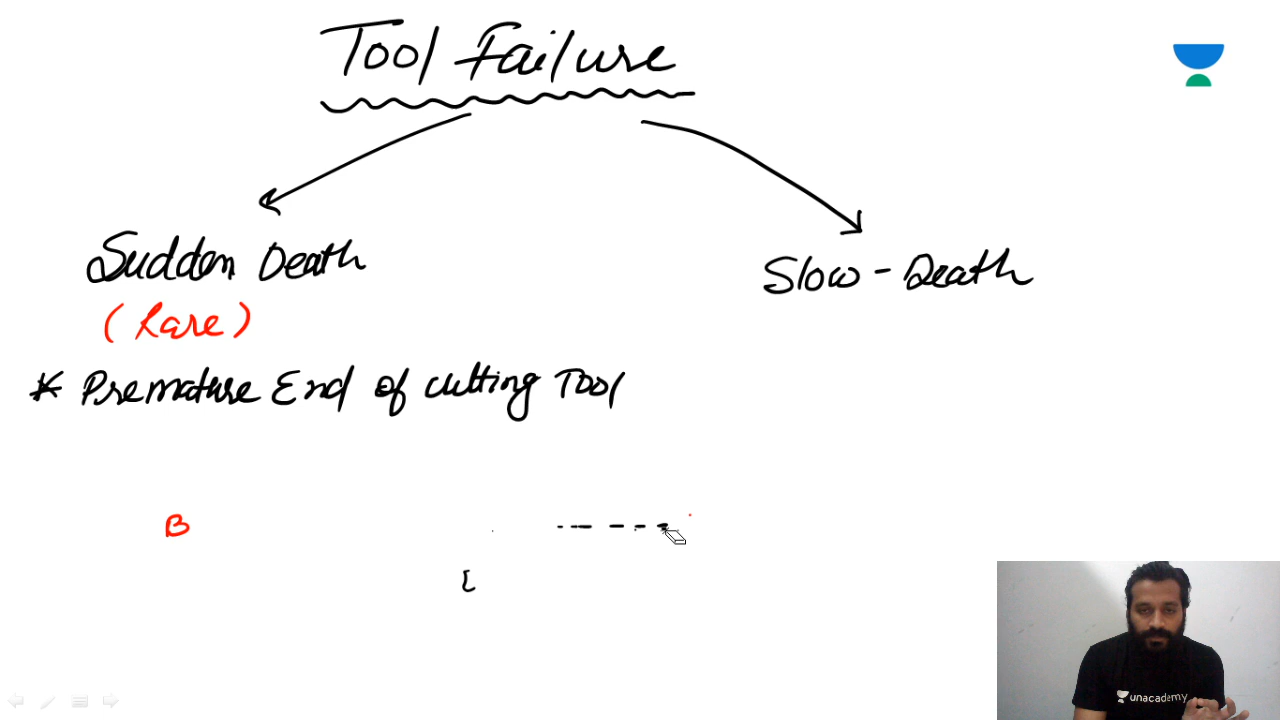 Tool Failure
Sudden Death
Slow - Death
(Rare)
* Premature End of cutting Tool
B
[
unacademy